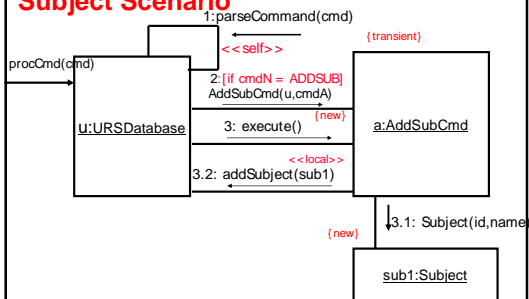 Subject Scenario
1:parseCommand(cmd)
{transient}
<<self>>
procCmd(cmd)
2:[if cmdN = ADDSUB]
AddSubCmd(u,cmdA)
{new}
u:URSDatabase
3: execute()
a:AddSubCmd
<<local>>
3.2: addSubject(sub1)
3.1: Subject(id,name)
{new}
sub1:Subject